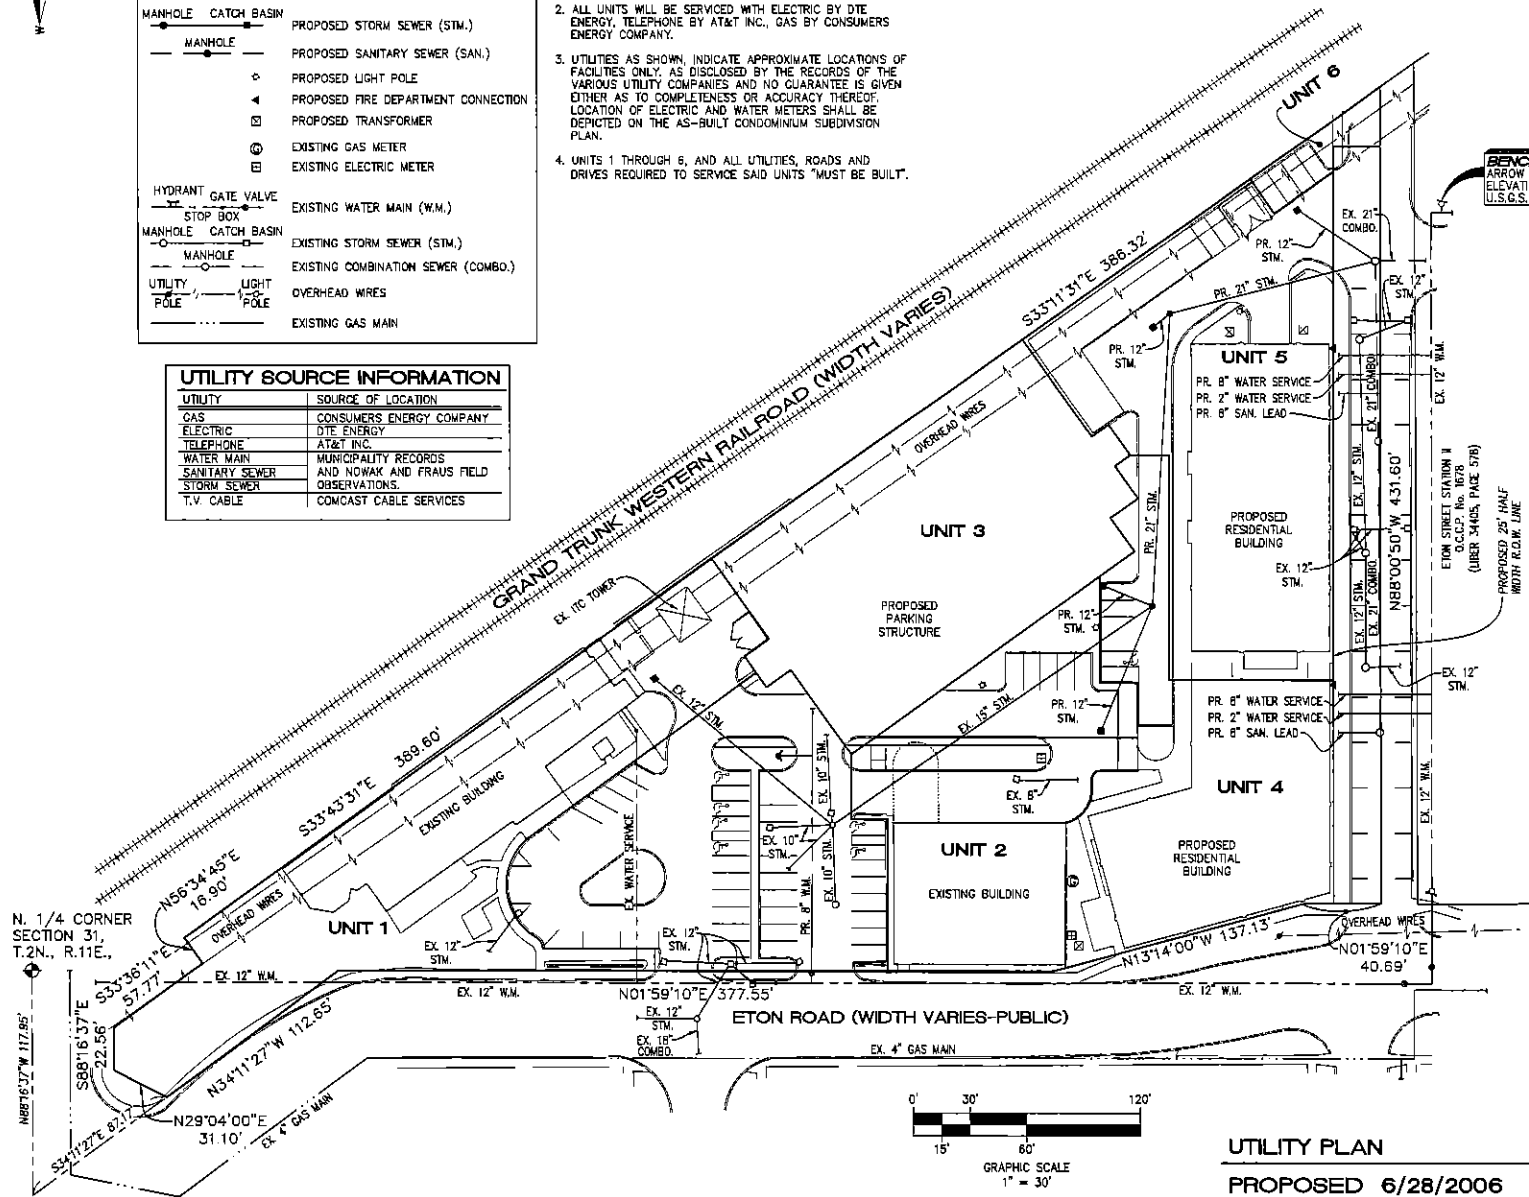 MANHOLE CATCH BASIN
PROPOSED STORM SEWER (STM.)
MANHOLE
PROPOSED SANITARY SEWER (SAN.)
PROPOSED LIGHT POLE
PROPOSED FIRE DEPARTMENT CONNECTION
PROPOSED TRANSFORMER
EXISTING GAS METER
EXISTING ELECTRIC METER
HYDRANT GATE VALVE
STOP BOX
EXISTING WATER MAIN (W.M.)
MANHOLE CATCH BASIN
EXISTING STORM SEWER (STM.)
MANHOLE
EXISTING COMBINATION SEWER (COMBO.)
UTILITY POLE
LIGHT POLE
OVERHEAD WIRES
EXISTING GAS MAIN
2. ALL UNITS WILL BE SERVICED WITH ELECTRIC BY DTE
ENERGY, TELEPHONE BY AT&T INC., GAS BY CONSUMERS
ENERGY COMPANY.
3. UTILITIES AS SHOWN, INDICATE APPROXIMATE LOCATIONS OF
FACILITIES ONLY, AS DISCLOSED BY THE RECORDS OF THE
VARIOUS UTILITY COMPANIES AND NO GUARANTEE IS GIVEN
EITHER AS TO COMPLETENESS OR ACCURACY THEREOF.
LOCATION OF ELECTRIC AND WATER METERS SHALL BE
DEPICTED ON THE AS-BUILT CONDOMINIUM SUBDIVISION
PLAN.
4. UNITS 1 THROUGH 6, AND ALL UTILITIES, ROADS AND
DRIVES REQUIRED TO SERVICE SAID UNITS "MUST BE BUILT".
UTILITY SOURCE INFORMATION
UTILITY SOURCE OF LOCATION
GAS CONSUMERS ENERGY COMPANY
ELECTRIC DTE ENERGY
TELEPHONE AT&T INC.
WATER MAIN MUNICIPALITY RECORDS
SANITARY SEWER AND NOWAK AND FRAUS FIELD
STORM SEWER OBSERVATIONS.
T.V. CABLE COMCAST CABLE SERVICES
GRAND TRUNK WESTERN RAILROAD (WIDTH VARIES)
UNIT 6
BENC
ARROW
ELEVATI
U.S.G.S.
EX. 21"
COMBO.
PR. 12"
STM.
S33°11'31"E 386.32'
PR. 21" STM.
EX. 12"
STM.
PR. 12"
STM.
UNIT 5
PR. 8" WATER SERVICE
PR. 2" WATER SERVICE
PR. 6" SAN. LEAD
EX. 21" COMBO.
EX. 12" W.M.
OVERHEAD WIRES
UNIT 3
PROPOSED
PARKING
STRUCTURE
PR. 21" STM.
PROPOSED
RESIDENTIAL
BUILDING
EX. 12" STM.
EX. 12"
STM.
EX. 12" STM.
EX. 21" COMBO.
N88°00'50"W 431.60'
ETON STREET STATION II
O.C.C.P. No. 1678
(LIBER 34405, PAGE 578)
PROPOSED 25' HALF
WIDTH R.O.W. LINE
EX. ITC TOWER
PR. 12"
STM.
EX. 12"
STM.
EX. 12" STM.
EX. 15" STM.
PR. 12"
STM.
PR. 8" WATER SERVICE
PR. 2" WATER SERVICE
PR. 6" SAN. LEAD
S33°43'31"E 389.60'
EXISTING BUILDING
EX. WATER SERVICE
EX. 10" STM.
EX. 8"
STM.
UNIT 4
PROPOSED
RESIDENTIAL
BUILDING
EX. 12" W.M.
EX. 10"
STM.
EX. 10" STM.
PR. 8" W.M.
UNIT 2
EXISTING BUILDING
N56°34'45"E
16.90'
OVERHEAD WIRES
UNIT 1
EX. 12"
STM.
EX. 12"
STM.
N. 1/4 CORNER
SECTION 31,
T.2N., R.11E.,
S33°36'11"E
57.77'
EX. 12" W.M.
EX. 12" W.M.
N01°59'10"E 377.55'
N13°14'00"W 137.13'
OVERHEAD WIRES
N01°59'10"E
40.69'
EX. 12" W.M.
EX. 12"
STM.
EX. 18"
COMBO.
ETON ROAD (WIDTH VARIES-PUBLIC)
EX. 4" GAS MAIN
N88°16'37"W 117.95'
S88°16'37"E
22.56'
N34°11'27"W 112.65'
N29°04'00"E
31.10'
S34°11'27"E 87.17'
EX. 4" GAS MAIN
0' 30' 120'
15' 60'
GRAPHIC SCALE
1" = 30'
UTILITY PLAN
PROPOSED 6/28/2006